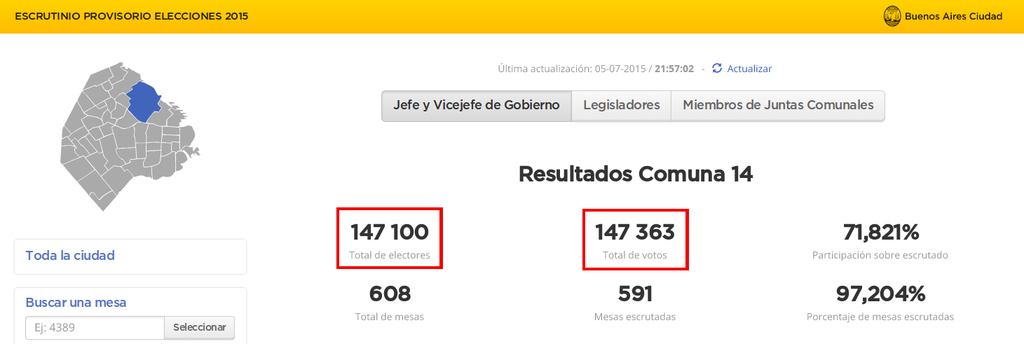 ESCRUTINIO PROVISORIO ELECCIONES 2015
Buenos Aires Ciudad
Última actualización: 05-07-2015 / 21:57:02 - Actualizar
Jefe y Vicejefe de Gobierno Legisladores Miembros de Juntas Comunales
Resultados Comuna 14
147 100 147 363 71,821%
Total de electores Total de votos Participación sobre escrutado
608 591 97,204%
Total de mesas Mesas escrutadas Porcentaje de mesas escrutadas
Toda la ciudad
Buscar una mesa
Ej: 4389 Seleccionar